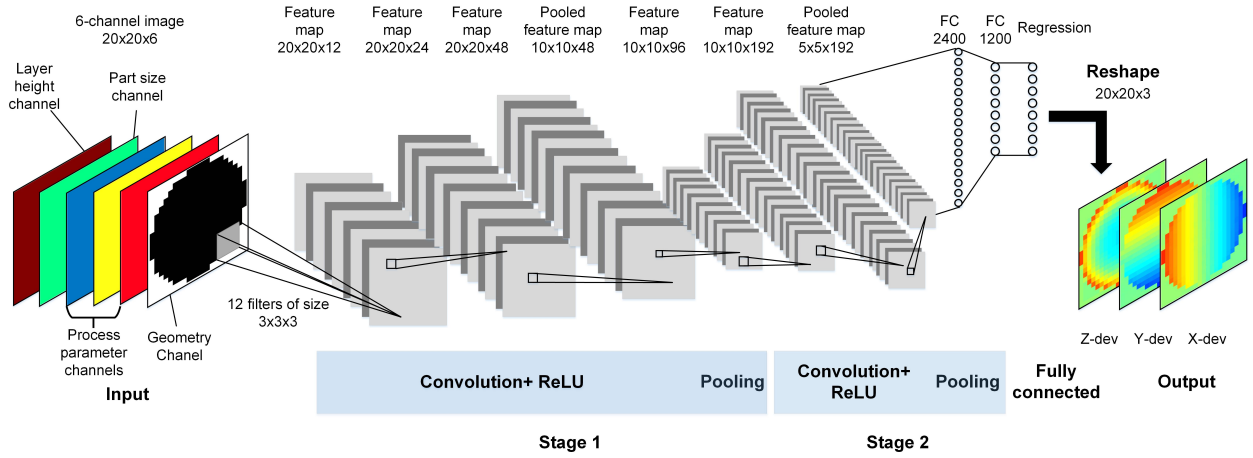 6-channel image
20x20x6
Layer
height
channel
Part size
channel
Feature
map
20x20x12
Feature
map
20x20x24
Feature
map
20x20x48
Pooled
feature map
10x10x48
Feature
map
10x10x96
Feature
map
10x10x192
Pooled
feature map
5x5x192
FC
2400
FC
1200
Regression
Reshape
20x20x3
12 filters of size
3x3x3
Process
parameter
channels
Geometry
Chanel
Input
Z-dev
Y-dev
X-dev
Convolution+ ReLU
Pooling
Convolution+
ReLU
Pooling
Fully
connected
Output
Stage 1
Stage 2